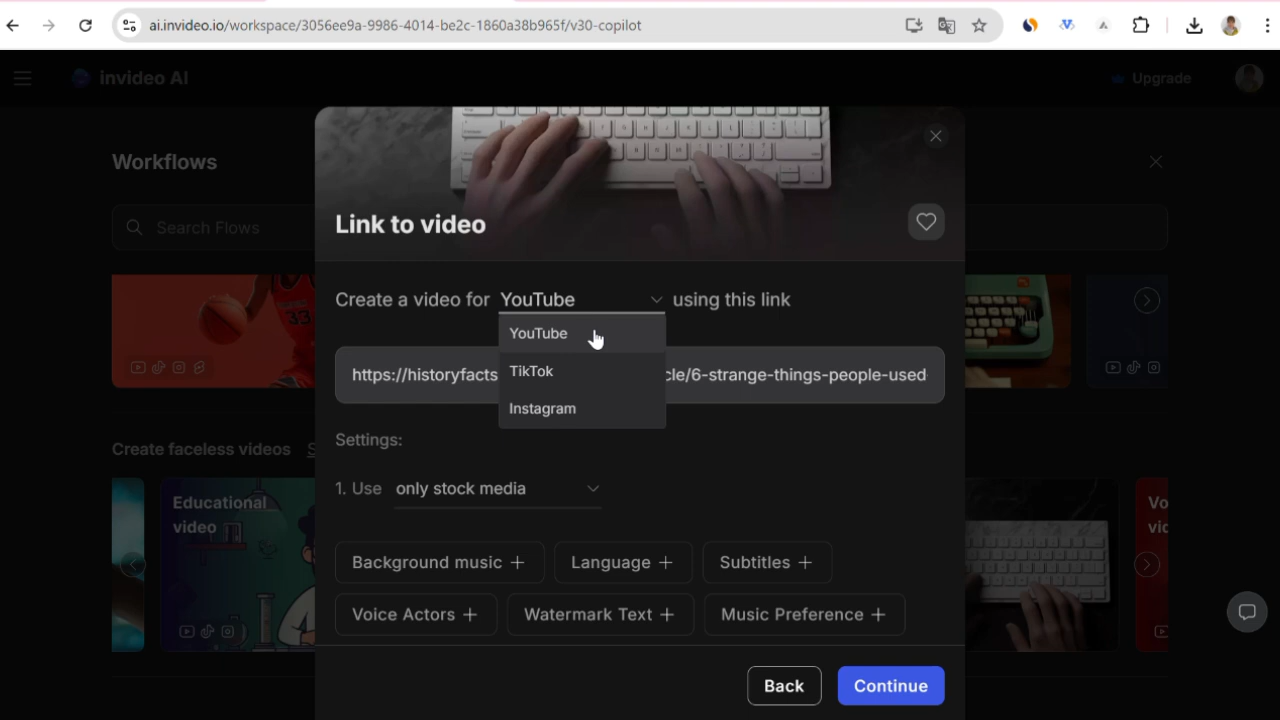 ai.invideo.io/workspace/3056ee9a-9986-4014-be2c-1860a38b965f/v30-copilot
invideo AI
Upgrade
Workflows
Search Flows
33
Link to video
Create a video for YouTube using this link
YouTube
TikTok
Instagram
https://historyfacts cle/6-strange-things-people-used-
Settings:
1. Use only stock media
Background music +
Language +
Subtitles +
Voice Actors +
Watermark Text +
Music Preference +
Back
Continue
Create faceless videos
Educational
video
Vo
vic